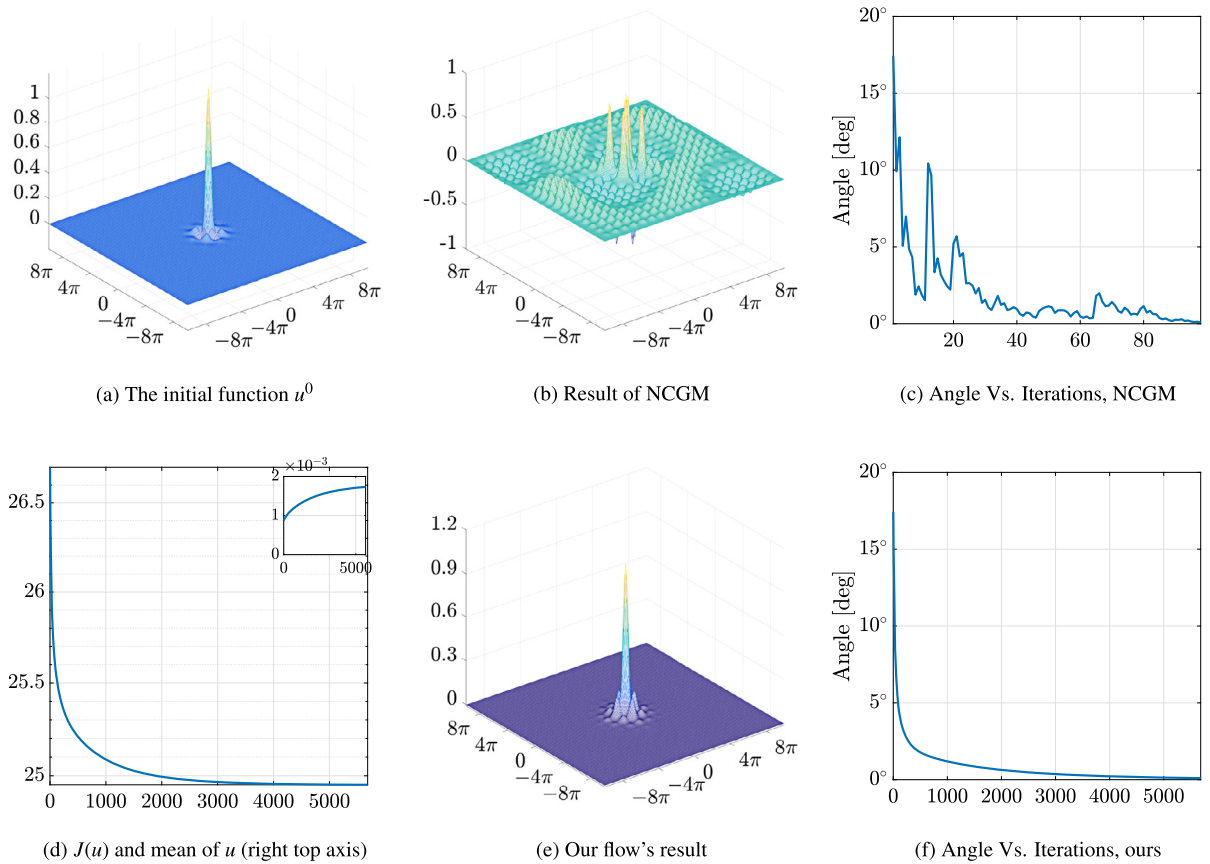 1
0.8
0.6
0.4
0.2
0
8π
4π
0
−4π
−8π
−8π
−4π
0
4π
8π
(a) The initial function u⁰
1
0.5
0
-0.5
-1
8π
4π
0
−4π
−8π
−8π
−4π
0
4π
8π
(b) Result of NCGM
20°
15°
10°
5°
0°
Angle [deg]
20
40
60
80
(c) Angle Vs. Iterations, NCGM
26.5
26
25.5
25
0 1000 2000 3000 4000 5000
×10⁻³
2
1
0
0 5000
(d) J(u) and mean of u (right top axis)
1.2
0.9
0.6
0.3
0
8π
4π
0
−4π
−8π
−8π
−4π
0
4π
8π
(e) Our flow's result
20°
15°
10°
5°
0°
Angle [deg]
0 1000 2000 3000 4000 5000
(f) Angle Vs. Iterations, ours